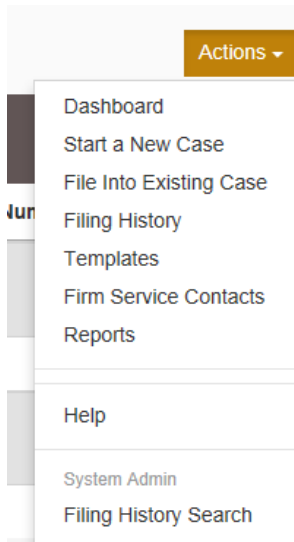 Actions
Dashboard
Start a New Case
File Into Existing Case
Filing History
Templates
Firm Service Contacts
Reports
Help
System Admin
Filing History Search